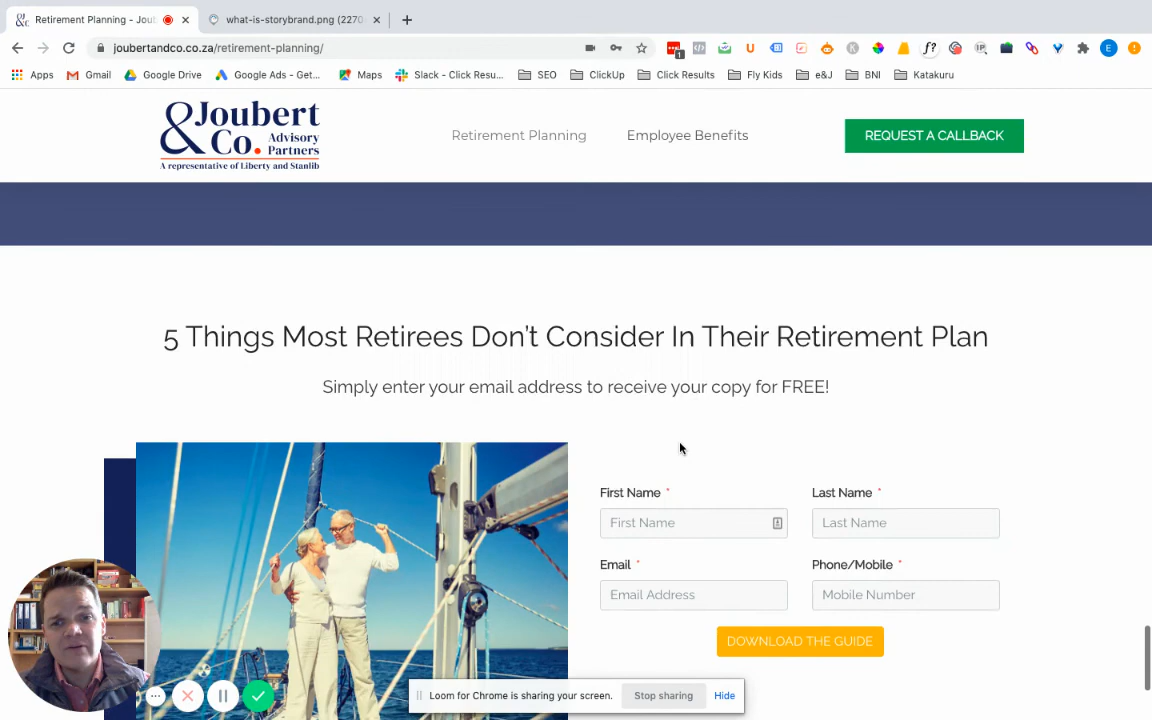 Retirement Planning - Jou
what-is-storybrand.png (2270
joubertandco.co.za/retirement-planning/
1
f?
IP
E
Apps
Gmail
Google Drive
Google Ads - Get...
Maps
Slack - Click Resu...
SEO
ClickUp
Click Results
Fly Kids
e&J
BNI
Katakuru
&Joubert
Co. Advisory
Partners
A representative of Liberty and Stanlib
Retirement Planning
Employee Benefits
REQUEST A CALLBACK
5 Things Most Retirees Don't Consider In Their Retirement Plan
Simply enter your email address to receive your copy for FREE!
First Name *
Last Name *
First Name
Last Name
Email *
Phone/Mobile *
Email Address
Mobile Number
DOWNLOAD THE GUIDE
Loom for Chrome is sharing your screen.
Stop sharing
Hide